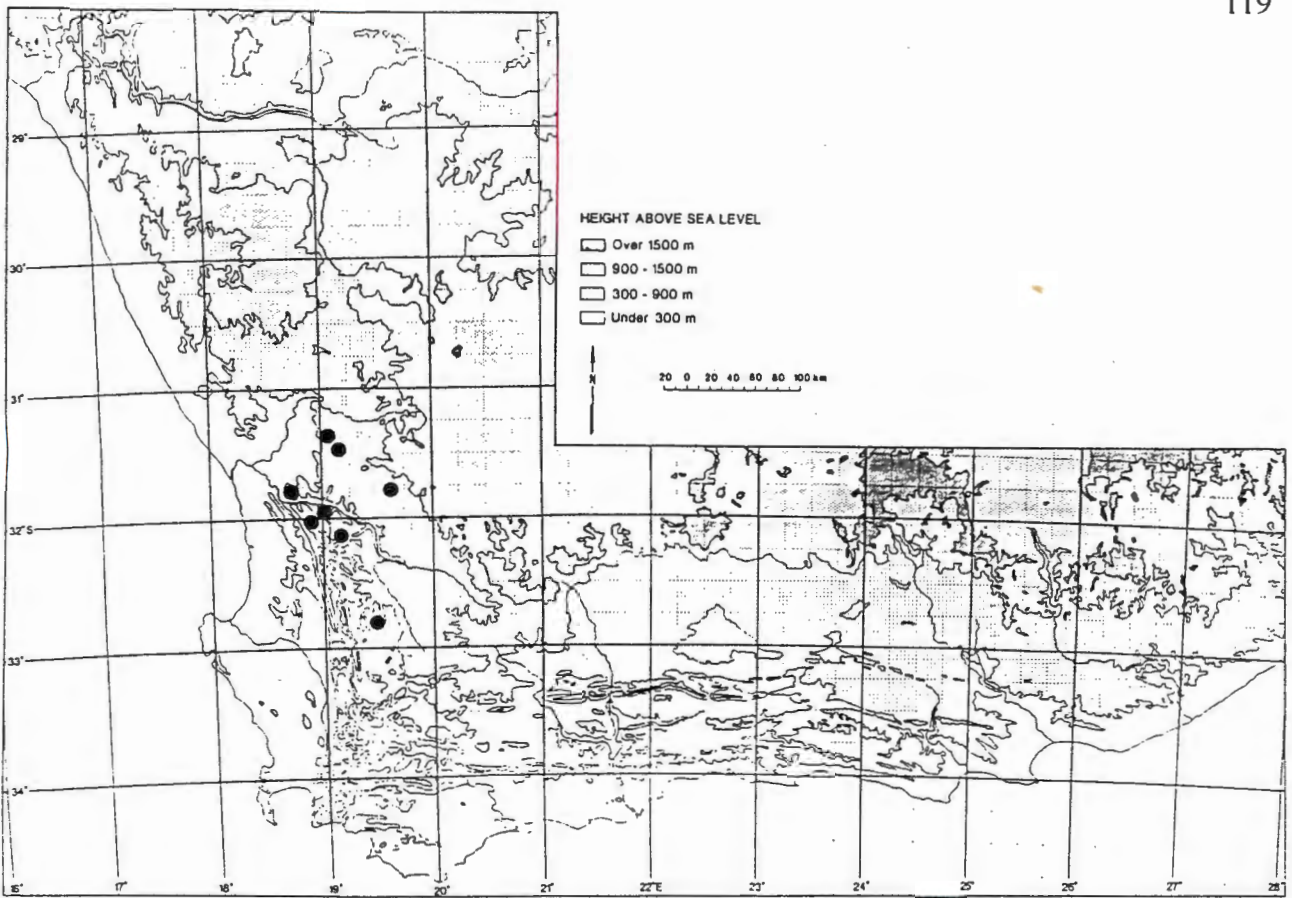 119
HEIGHT ABOVE SEA LEVEL
Over 1500 m
900 - 1500 m
300 - 900 m
Under 300 m
N
20 0 20 40 60 80 100 km
29°
30°
31°
32°S
33°
34°
17° 18° 19° 20° 21° 22°E 23° 24° 25° 26° 27° 28°